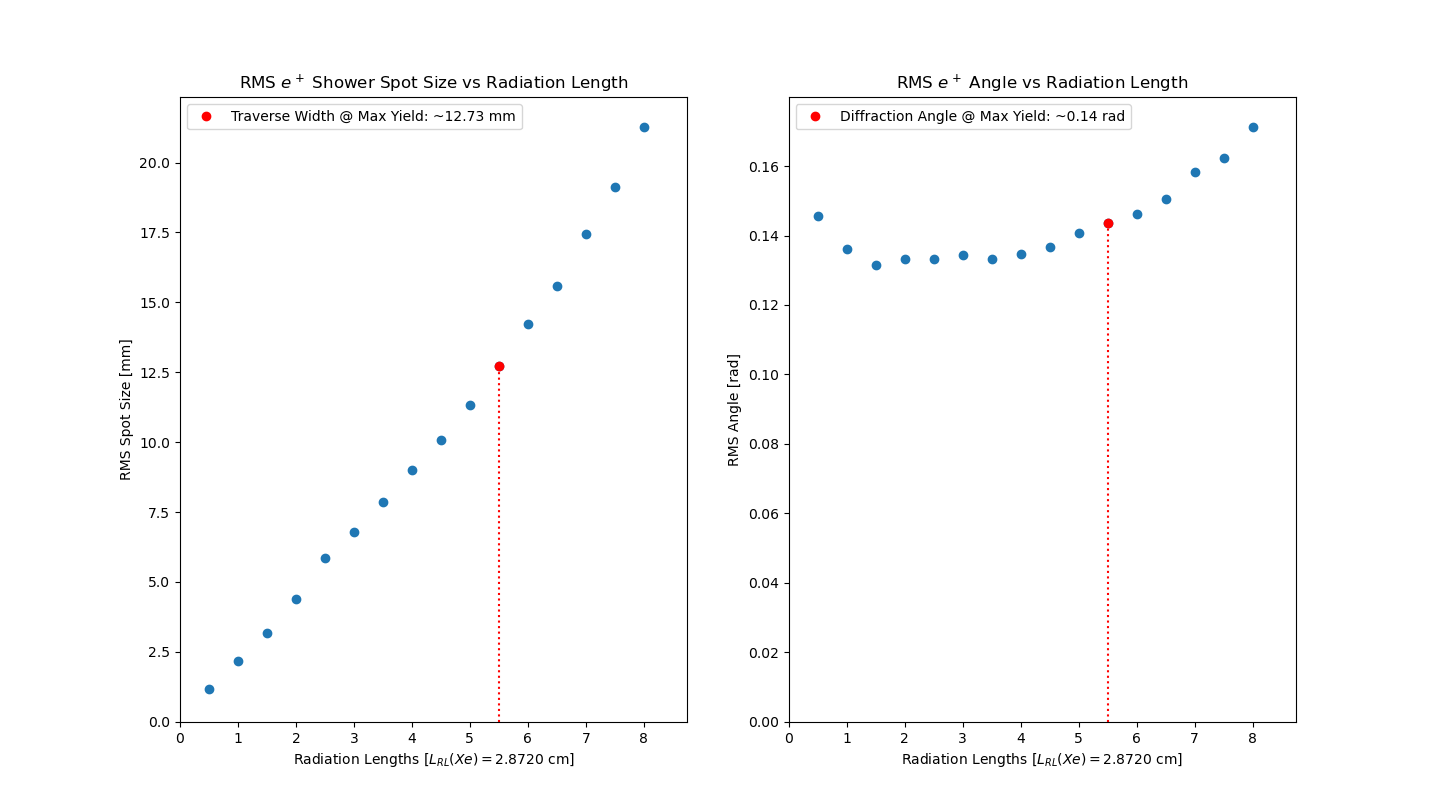 RMS e+ Shower Spot Size vs Radiation Length
Traverse Width @ Max Yield: ~12.73 mm
20.0
17.5
15.0
12.5
10.0
7.5
5.0
2.5
0.0
RMS Spot Size [mm]
0 1 2 3 4 5 6 7 8
Radiation Lengths [L_RL(Xe) = 2.8720 cm]
RMS e+ Angle vs Radiation Length
Diffraction Angle @ Max Yield: ~0.14 rad
0.16
0.14
0.12
0.10
0.08
0.06
0.04
0.02
0.00
RMS Angle [rad]
0 1 2 3 4 5 6 7 8
Radiation Lengths [L_RL(Xe) = 2.8720 cm]